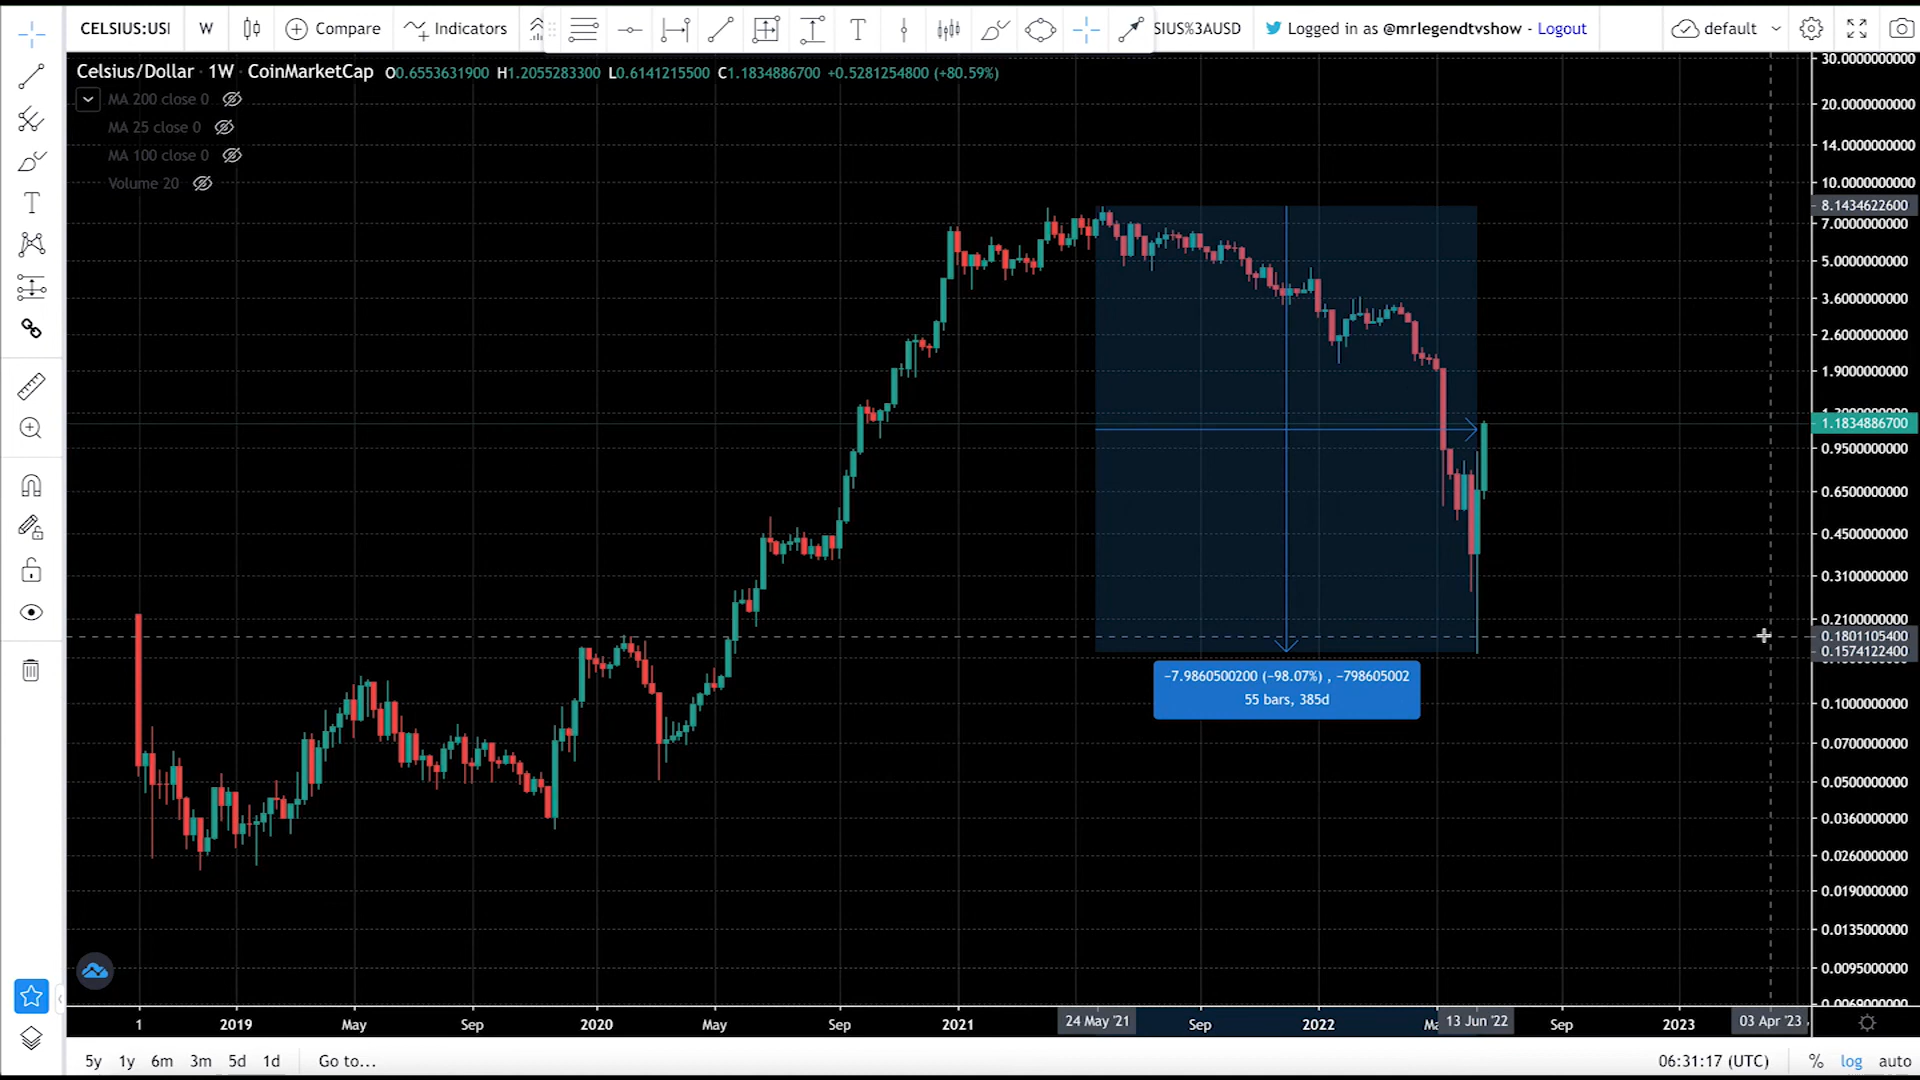 CELSIUS:USI W Compare Indicators T SIUS%3AUSD Logged in as @mrlegendtvshow - Logout default
Celsius/Dollar · 1W · CoinMarketCap O0.6553631900 H1.2055283300 L0.6141215500 C1.1834886700 +0.5281254800 (+80.59%)
MA 200 close 0
MA 25 close 0
MA 100 close 0
Volume 20
30.0000000000
20.0000000000
14.0000000000
10.0000000000
8.1434622600
7.0000000000
5.0000000000
3.6000000000
2.6000000000
1.9000000000
1.1834886700
0.9500000000
0.6500000000
0.4500000000
0.3100000000
0.2100000000
0.1801105400
0.1574122400
0.1000000000
0.0700000000
0.0500000000
0.0360000000
0.0260000000
0.0190000000
0.0135000000
0.0095000000
0.0069000000
−7.9860500200 (−98.07%) , −798605002
55 bars, 385d
1 2019 May Sep 2020 May Sep 2021 24 May '21 Sep 2022 13 Jun '22 Sep 2023 03 Apr '23
5y 1y 6m 3m 5d 1d Go to... 06:31:17 (UTC) % log auto